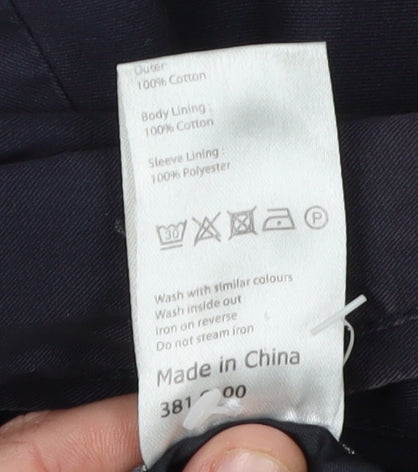 Outer:
100% Cotton
Body Lining :
100% Cotton
Sleeve Lining :
100% Polyester
30 P
Wash with similar colours
Wash inside out
Iron on reverse
Do not steam iron
Made in China